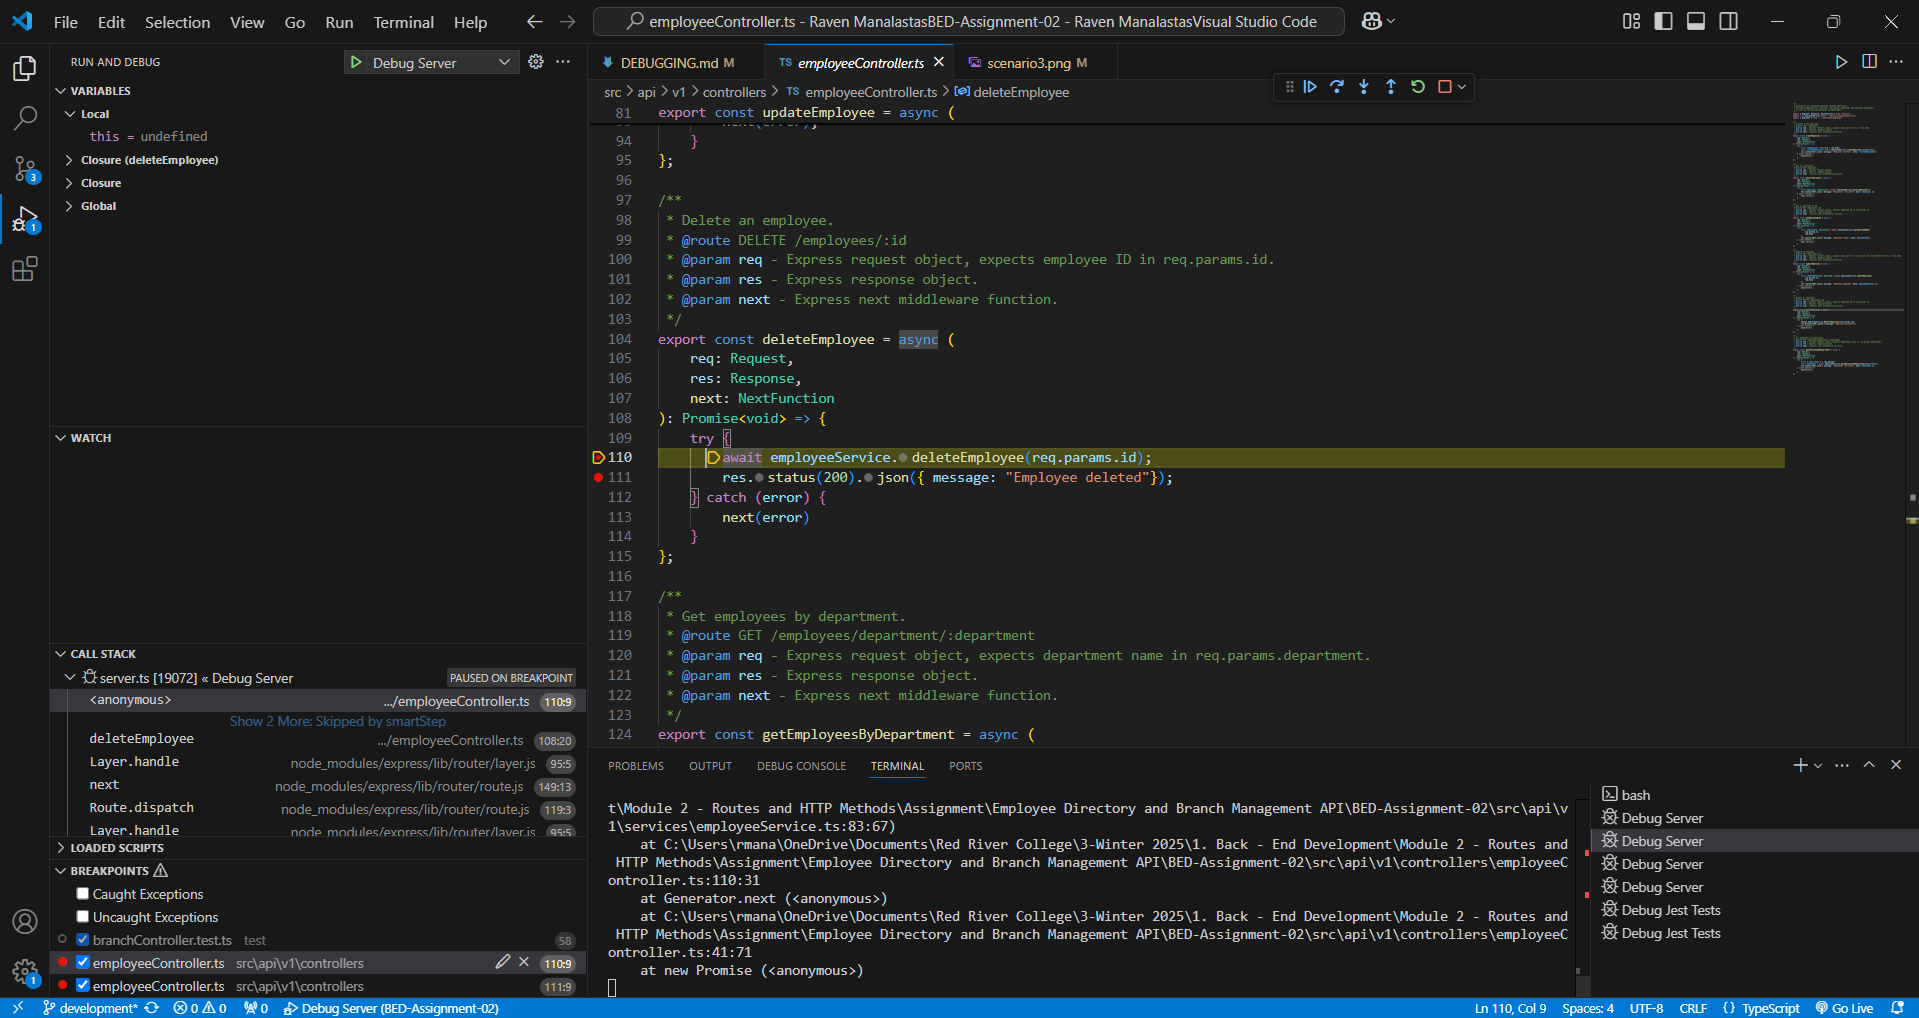 File Edit Selection View Go Run Terminal Help
employeeController.ts - Raven ManalastasBED-Assignment-02 - Raven ManalastasVisual Studio Code
RUN AND DEBUG
Debug Server
VARIABLES
Local
this = undefined
Closure (deleteEmployee)
Closure
Global
WATCH
CALL STACK
server.ts [19072] « Debug Server PAUSED ON BREAKPOINT
<anonymous> .../employeeController.ts 110:9
Show 2 More: Skipped by smartStep
deleteEmployee .../employeeController.ts 108:20
Layer.handle node_modules/express/lib/router/layer.js 95:5
next node_modules/express/lib/router/route.js 149:13
Route.dispatch node_modules/express/lib/router/route.js 119:3
Layer.handle node_modules/express/lib/router/layer.js 95:5
LOADED SCRIPTS
BREAKPOINTS
Caught Exceptions
Uncaught Exceptions
branchController.test.ts test 58
employeeController.ts src\api\v1\controllers 110:9
employeeController.ts src\api\v1\controllers 111:9
3
1
1
DEBUGGING.md M
TS employeeController.ts
scenario3.png M
src > api > v1 > controllers > TS employeeController.ts > deleteEmployee
81 export const updateEmployee = async (
94 }
95 };
96
97 /**
98 * Delete an employee.
99 * @route DELETE /employees/:id
100 * @param req - Express request object, expects employee ID in req.params.id.
101 * @param res - Express response object.
102 * @param next - Express next middleware function.
103 */
104 export const deleteEmployee = async (
105 req: Request,
106 res: Response,
107 next: NextFunction
108 ): Promise<void> => {
109 try {
110 await employeeService.deleteEmployee(req.params.id);
111 res.status(200).json({ message: "Employee deleted"});
112 } catch (error) {
113 next(error)
114 }
115 };
116
117 /**
118 * Get employees by department.
119 * @route GET /employees/department/:department
120 * @param req - Express request object, expects department name in req.params.department.
121 * @param res - Express response object.
122 * @param next - Express next middleware function.
123 */
124 export const getEmployeesByDepartment = async (
PROBLEMS OUTPUT DEBUG CONSOLE TERMINAL PORTS
t\Module 2 - Routes and HTTP Methods\Assignment\Employee Directory and Branch Management API\BED-Assignment-02\src\api\v
1\services\employeeService.ts:83:67)
at C:\Users\rmana\OneDrive\Documents\Red River College\3-Winter 2025\1. Back - End Development\Module 2 - Routes and
HTTP Methods\Assignment\Employee Directory and Branch Management API\BED-Assignment-02\src\api\v1\controllers\employeeC
ontroller.ts:110:31
at Generator.next (<anonymous>)
at C:\Users\rmana\OneDrive\Documents\Red River College\3-Winter 2025\1. Back - End Development\Module 2 - Routes and
HTTP Methods\Assignment\Employee Directory and Branch Management API\BED-Assignment-02\src\api\v1\controllers\employeeC
ontroller.ts:41:71
at new Promise (<anonymous>)
bash
Debug Server
Debug Server
Debug Server
Debug Server
Debug Jest Tests
Debug Jest Tests
development* 0 0 0 Debug Server (BED-Assignment-02) Ln 110, Col 9 Spaces: 4 UTF-8 CRLF {} TypeScript Go Live